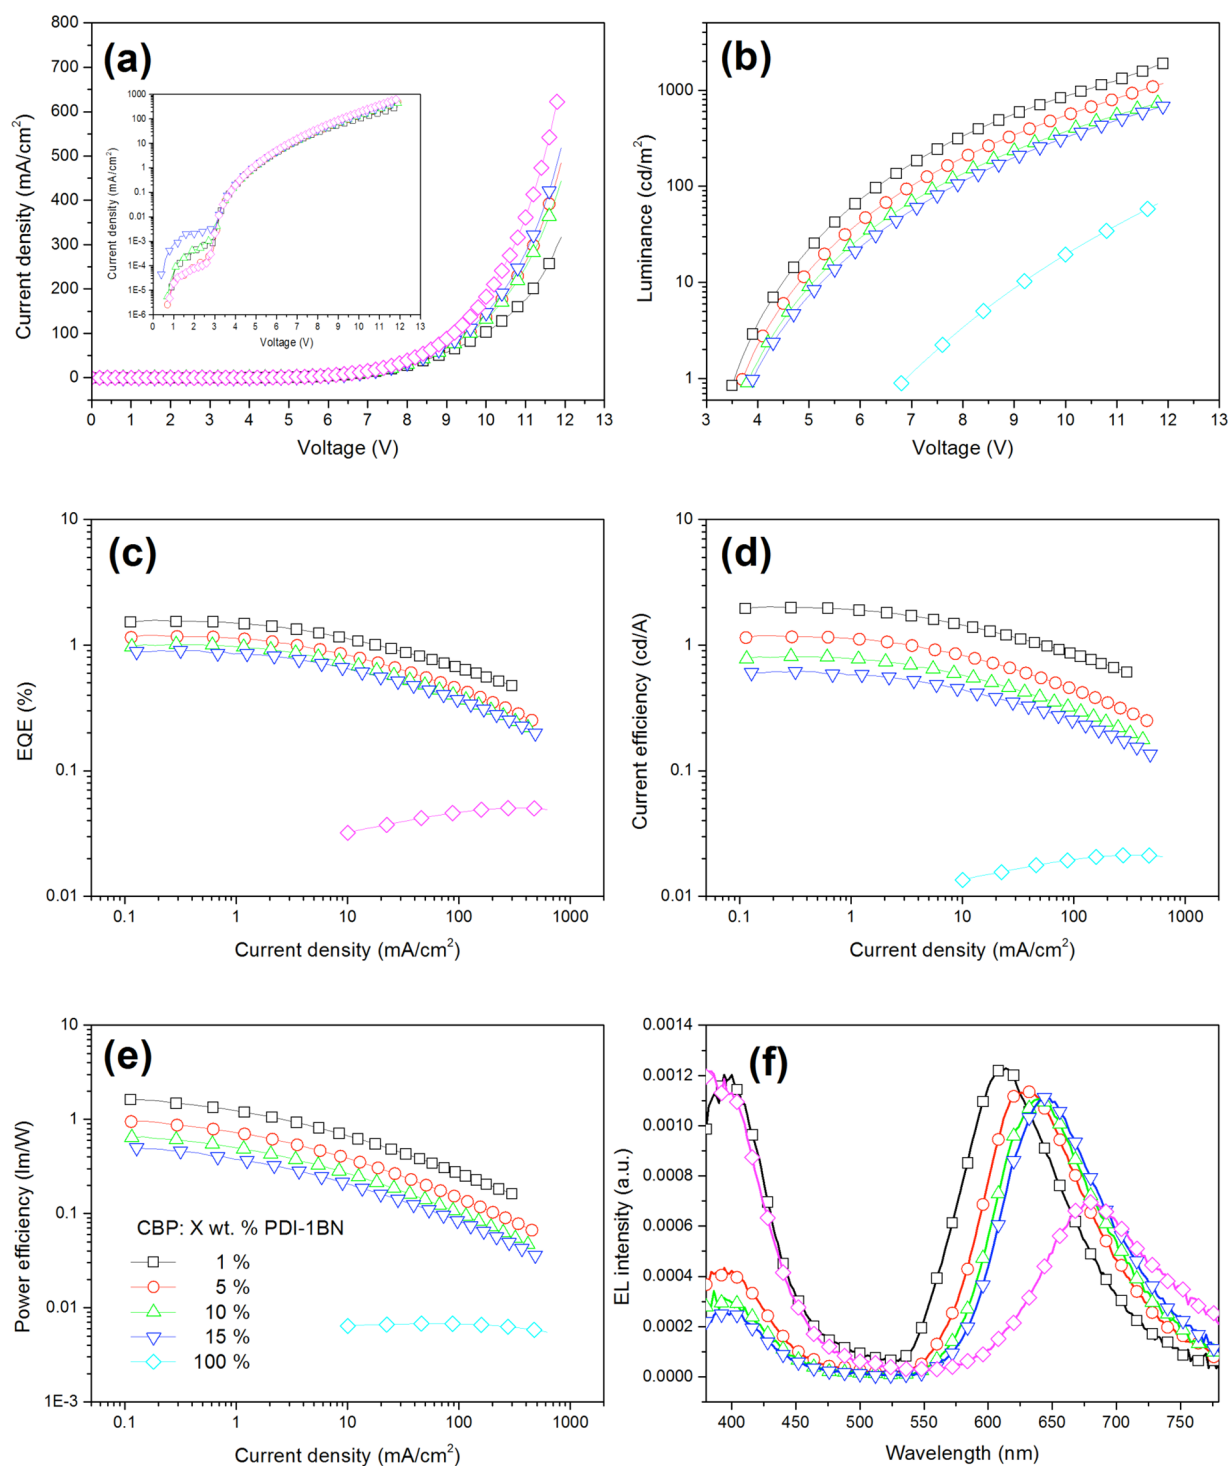 (a)
800
700
600
500
400
300
200
100
0
Current density (mA/cm²)
0 1 2 3 4 5 6 7 8 9 10 11 12 13
Voltage (V)
1000
100
10
1
0.1
0.01
1E-3
1E-4
1E-5
1E-6
Current density (mA/cm²)
0 1 2 3 4 5 6 7 8 9 10 11 12 13
Voltage (V)
(b)
1000
100
10
1
Luminance (cd/m²)
3 4 5 6 7 8 9 10 11 12 13
Voltage (V)
(c)
10
1
0.1
0.01
EQE (%)
0.1 1 10 100 1000
Current density (mA/cm²)
(d)
10
1
0.1
0.01
Current efficiency (cd/A)
0.1 1 10 100 1000
Current density (mA/cm²)
(e)
10
1
0.1
0.01
1E-3
Power efficiency (lm/W)
CBP: X wt. % PDI-1BN
1 %
5 %
10 %
15 %
100 %
0.1 1 10 100 1000
Current density (mA/cm²)
(f)
0.0014
0.0012
0.0010
0.0008
0.0006
0.0004
0.0002
0.0000
EL intensity (a.u.)
400 450 500 550 600 650 700 750
Wavelength (nm)